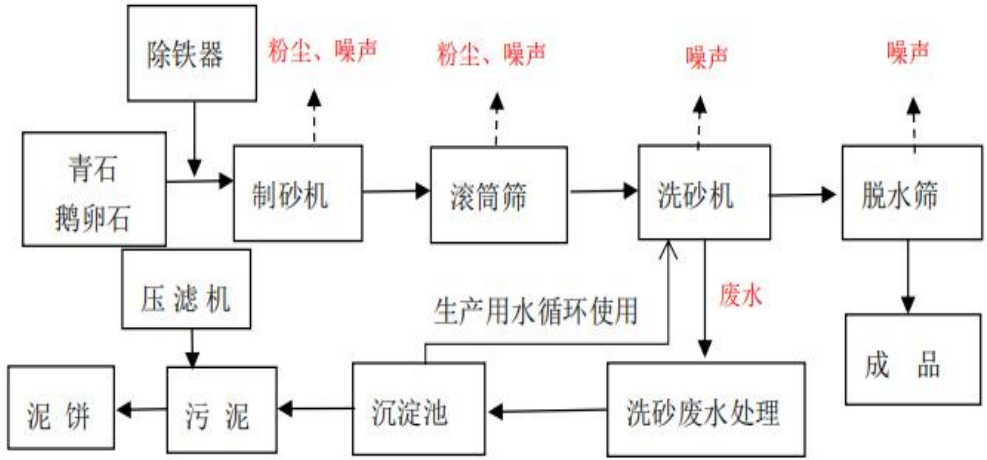 除铁器
粉尘、噪声
粉尘、噪声
噪声
噪声
青石
鹅卵石
制砂机
滚筒筛
洗砂机
脱水筛
压滤机
生产用水循环使用
废水
成 品
泥 饼
污 泥
沉淀池
洗砂废水处理